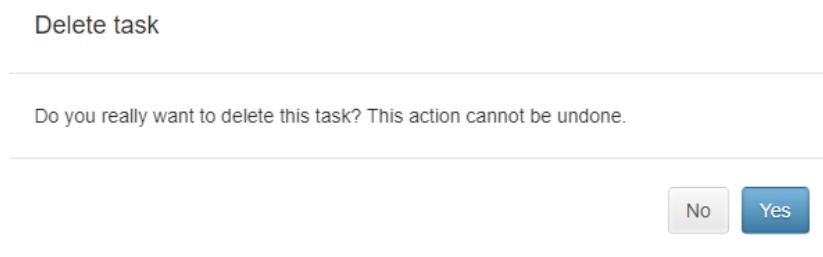 Delete task
Do you really want to delete this task? This action cannot be undone.
No Yes